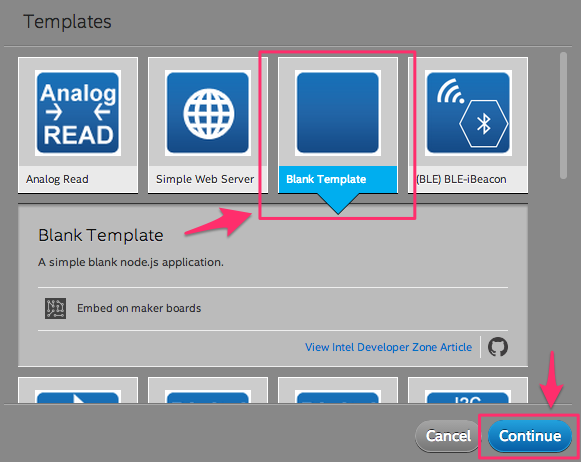 Templates
Analog
READ
Analog Read
Simple Web Server
Blank Template
(BLE) BLE-iBeacon
Blank Template
A simple blank node.js application.
Embed on maker boards
View Intel Developer Zone Article
I2C
Cancel
Continue